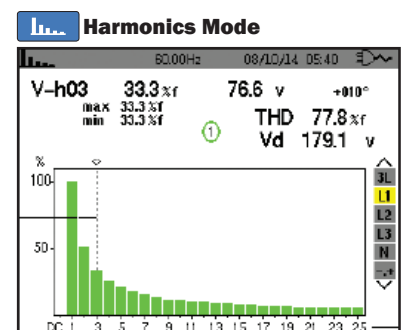 Harmonics Mode
60.00Hz 08/10/14 05:40
V-h03 33.3 %f 76.6 v +010°
max 33.3 %f
min 33.3 %f
1
THD 77.8 %f
Vd 179.1 v
%
100
50
3L
L1
L2
L3
N
-.+
DC 1 3 5 7 9 11 13 15 17 19 21 23 25